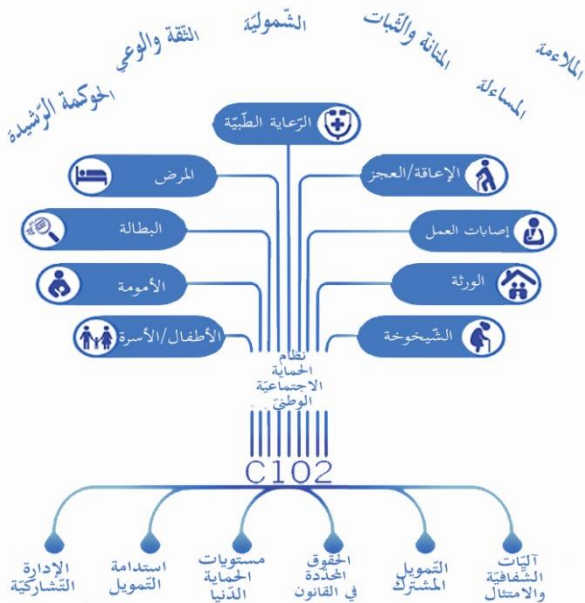 الملاءمة
المساءلة
المتانة والثّبات
الشّموليّة
الثّقة والوعي
الحوكمة الرّشيدة
الرّعاية الطّبّيّة
الإعاقة/العجز
المرض
إصابات العمل
البطالة
الورثة
الأمومة
الشّيخوخة
الأطفال/الأسرة
نظام
الحماية
الاجتماعيّة
الوطنيّ
C102
آليّات
الشّفافيّة
والامتثال
التّمويل
المشترك
الحقوق
المحدّدة
في القانون
مستويات
الحماية
الدّنيا
استدامة
التّمويل
الإدارة
التّشاركيّة